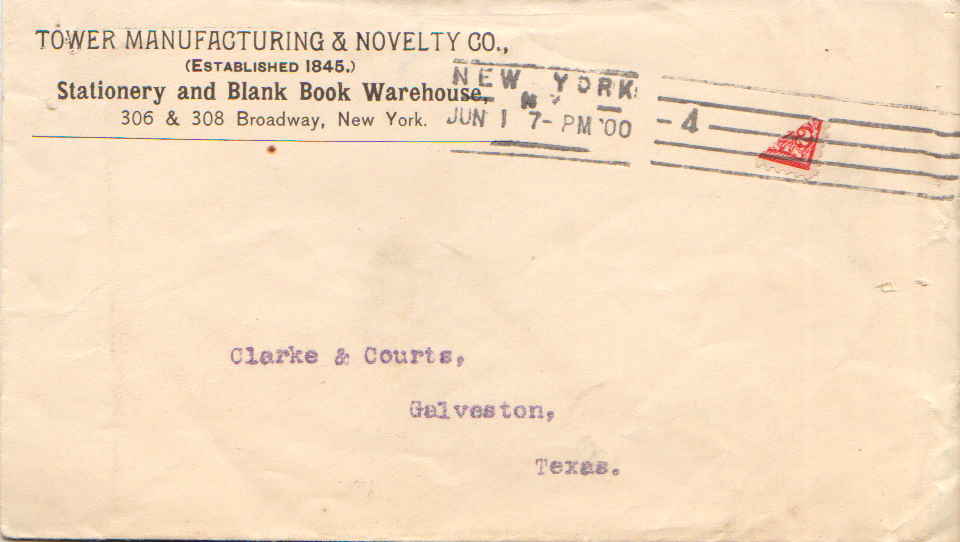 TOWER MANUFACTURING & NOVELTY CO.,
(ESTABLISHED 1845.)
Stationery and Blank Book Warehouse,
306 & 308 Broadway, New York.
NEW YORK
N.Y.
JUN 1 7-PM '00
4
2
Clarke & Courts,
Galveston,
Texas.